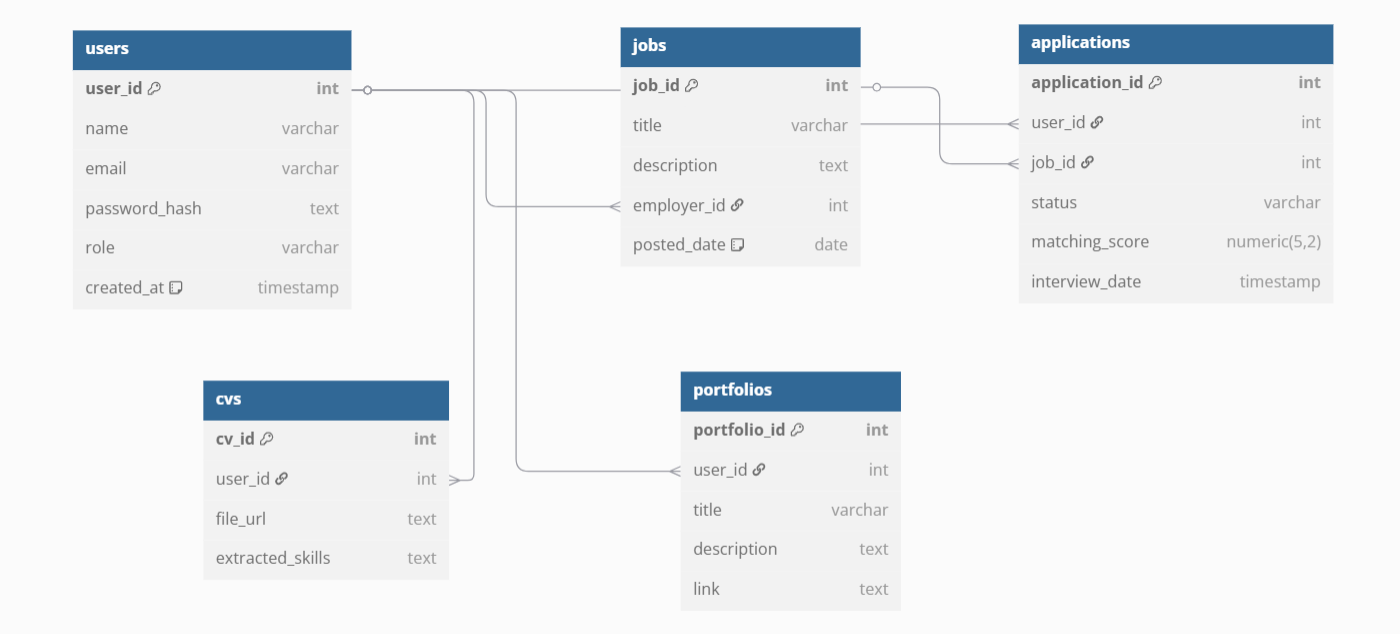 users
user_id int
name varchar
email varchar
password_hash text
role varchar
created_at timestamp
jobs
job_id int
title varchar
description text
employer_id int
posted_date date
applications
application_id int
user_id int
job_id int
status varchar
matching_score numeric(5,2)
interview_date timestamp
cvs
cv_id int
user_id int
file_url text
extracted_skills text
portfolios
portfolio_id int
user_id int
title varchar
description text
link text